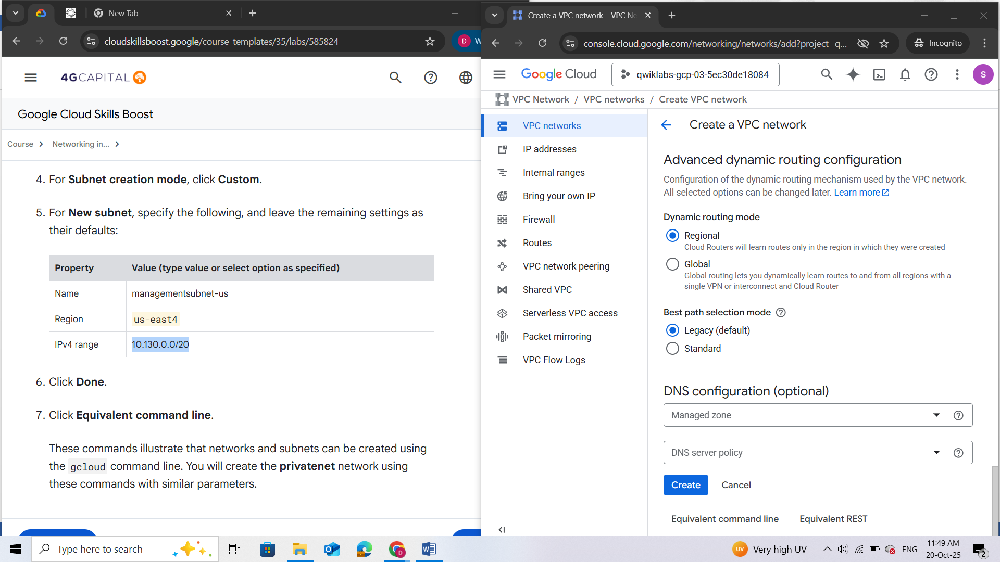 New Tab
cloudskillsboost.google/course_templates/35/labs/585824
D W
4GCAPITAL
Google Cloud Skills Boost
Course
Networking in...
4. For Subnet creation mode, click Custom.
5. For New subnet, specify the following, and leave the remaining settings as
their defaults:
Property Value (type value or select option as specified)
Name managementsubnet-us
Region us-east4
IPv4 range 10.130.0.0/20
6. Click Done.
7. Click Equivalent command line.
These commands illustrate that networks and subnets can be created using
the gcloud command line. You will create the privatenet network using
these commands with similar parameters.
Create a VPC network – VPC Ne
console.cloud.google.com/networking/networks/add?project=q...
Incognito
Google Cloud
qwiklabs-gcp-03-5ec30de18084
S
VPC Network / VPC networks / Create VPC network
VPC networks
IP addresses
Internal ranges
Bring your own IP
Firewall
Routes
VPC network peering
Shared VPC
Serverless VPC access
Packet mirroring
VPC Flow Logs
Create a VPC network
Advanced dynamic routing configuration
Configuration of the dynamic routing mechanism used by the VPC network.
All selected options can be changed later. Learn more
Dynamic routing mode
Regional
Cloud Routers will learn routes only in the region in which they were created
Global
Global routing lets you dynamically learn routes to and from all regions with a
single VPN or interconnect and Cloud Router
Best path selection mode
Legacy (default)
Standard
DNS configuration (optional)
Managed zone
DNS server policy
Create
Cancel
Equivalent command line
Equivalent REST
Type here to search
UV
Very high UV
ENG
11:49 AM
20-Oct-25
2